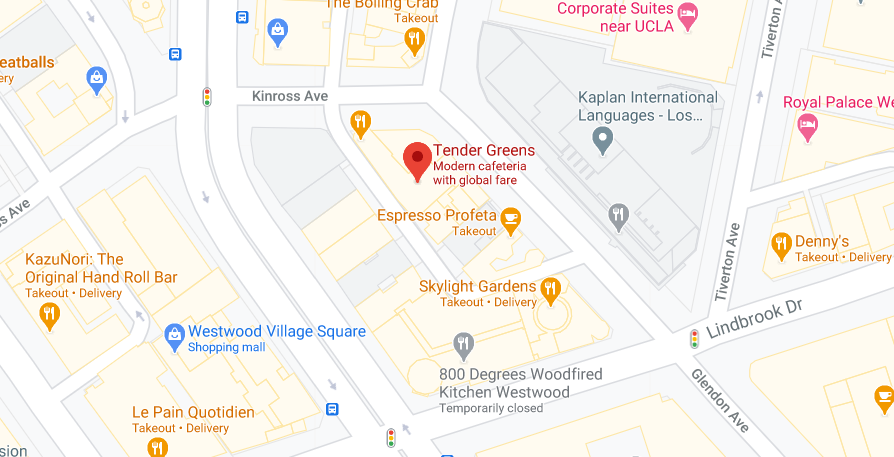 The Boiling Crab
Takeout
Corporate Suites
near UCLA
Tiverton Ave
eatballs
ery
Kinross Ave
Kaplan International
Languages - Los...
Royal Palace We
Tender Greens
Modern cafeteria
with global fare
Espresso Profeta
Takeout
ss Ave
Tiverton Ave
Denny's
Takeout • Delivery
KazuNori: The
Original Hand Roll Bar
Takeout • Delivery
Skylight Gardens
Takeout • Delivery
Lindbrook Dr
Westwood Village Square
Shopping mall
800 Degrees Woodfired
Kitchen Westwood
Temporarily closed
Glendon Ave
Le Pain Quotidien
Takeout • Delivery
sion